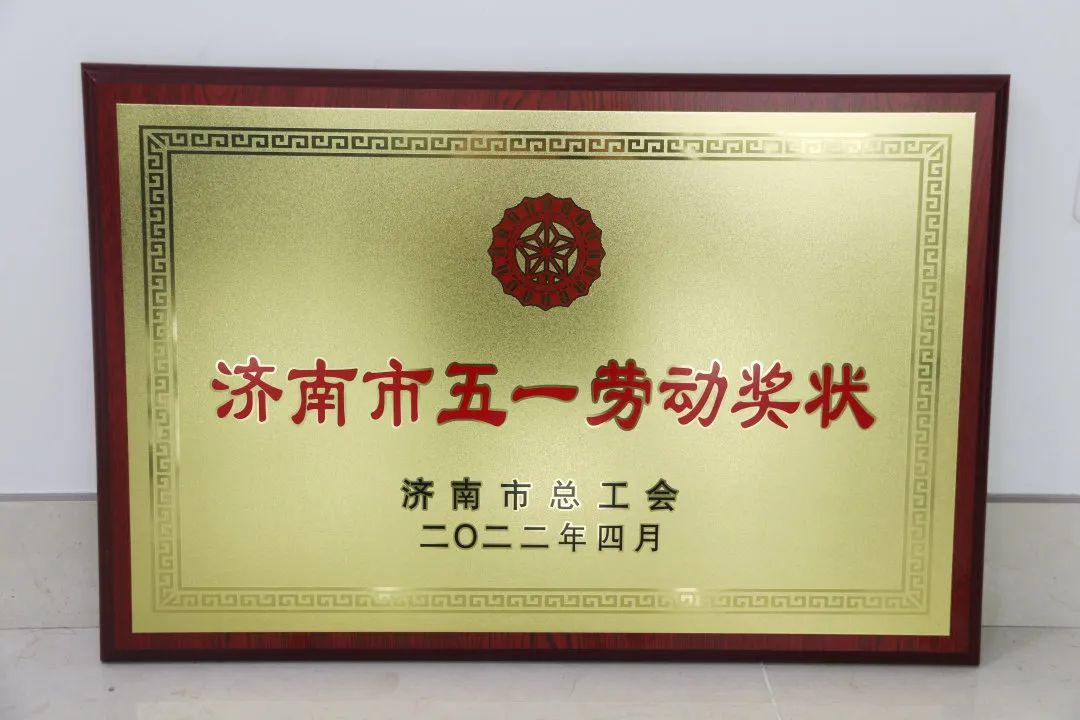 济南市五一劳动奖状
济南市总工会
二〇二二年四月